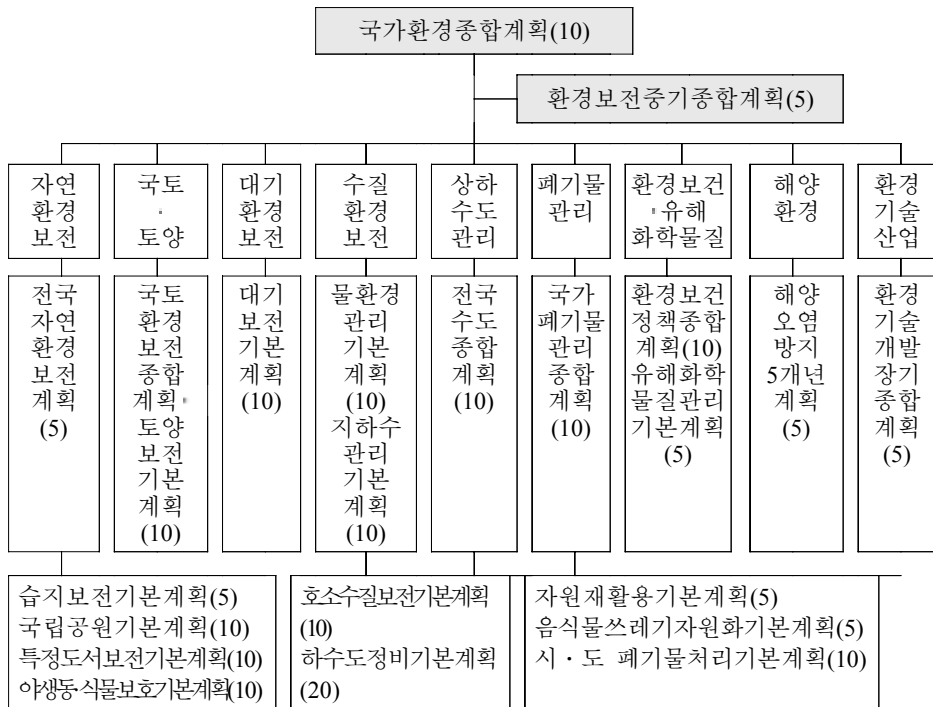 국가환경종합계획(10)
환경보전중기종합계획(5)
자연
환경
보전
국토
·
토양
대기
환경
보전
수질
환경
보전
상하
수도
관리
폐기물
관리
환경보건
·유해
화학물질
해양
환경
환경
기술
산업
전국
자연
환경
보전
계획
(5)
국토
환경
보전
종합
계획·
토양
보전
기본
계획
(10)
대기
보전
기본
계획
(10)
물환경
관리
기본
계획
(10)
지하수
관리
기본
계획
(10)
전국
수도
종합
계획
(10)
국가
폐기물
관리
종합
계획
(10)
환경보건
정책종합
계획(10)
유해화학
물질관리
기본계획
(5)
해양
오염
방지
5개년
계획
(5)
환경
기술
개발
장기
종합
계획
(5)
습지보전기본계획(5)
국립공원기본계획(10)
특정도서보전기본계획(10)
야생동·식물보호기본계획(10)
호소수질보전기본계획
(10)
하수도정비기본계획
(20)
자원재활용기본계획(5)
음식물쓰레기자원화기본계획(5)
시·도 폐기물처리기본계획(10)